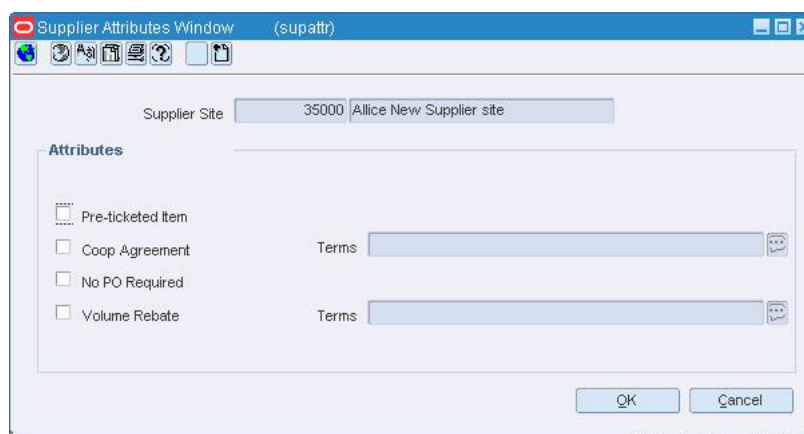 Supplier Attributes Window (supattr)
Supplier Site 35000 Allice New Supplier site
Attributes
Pre-ticketed Item
Coop Agreement Terms
No PO Required
Volume Rebate Terms
OK Cancel